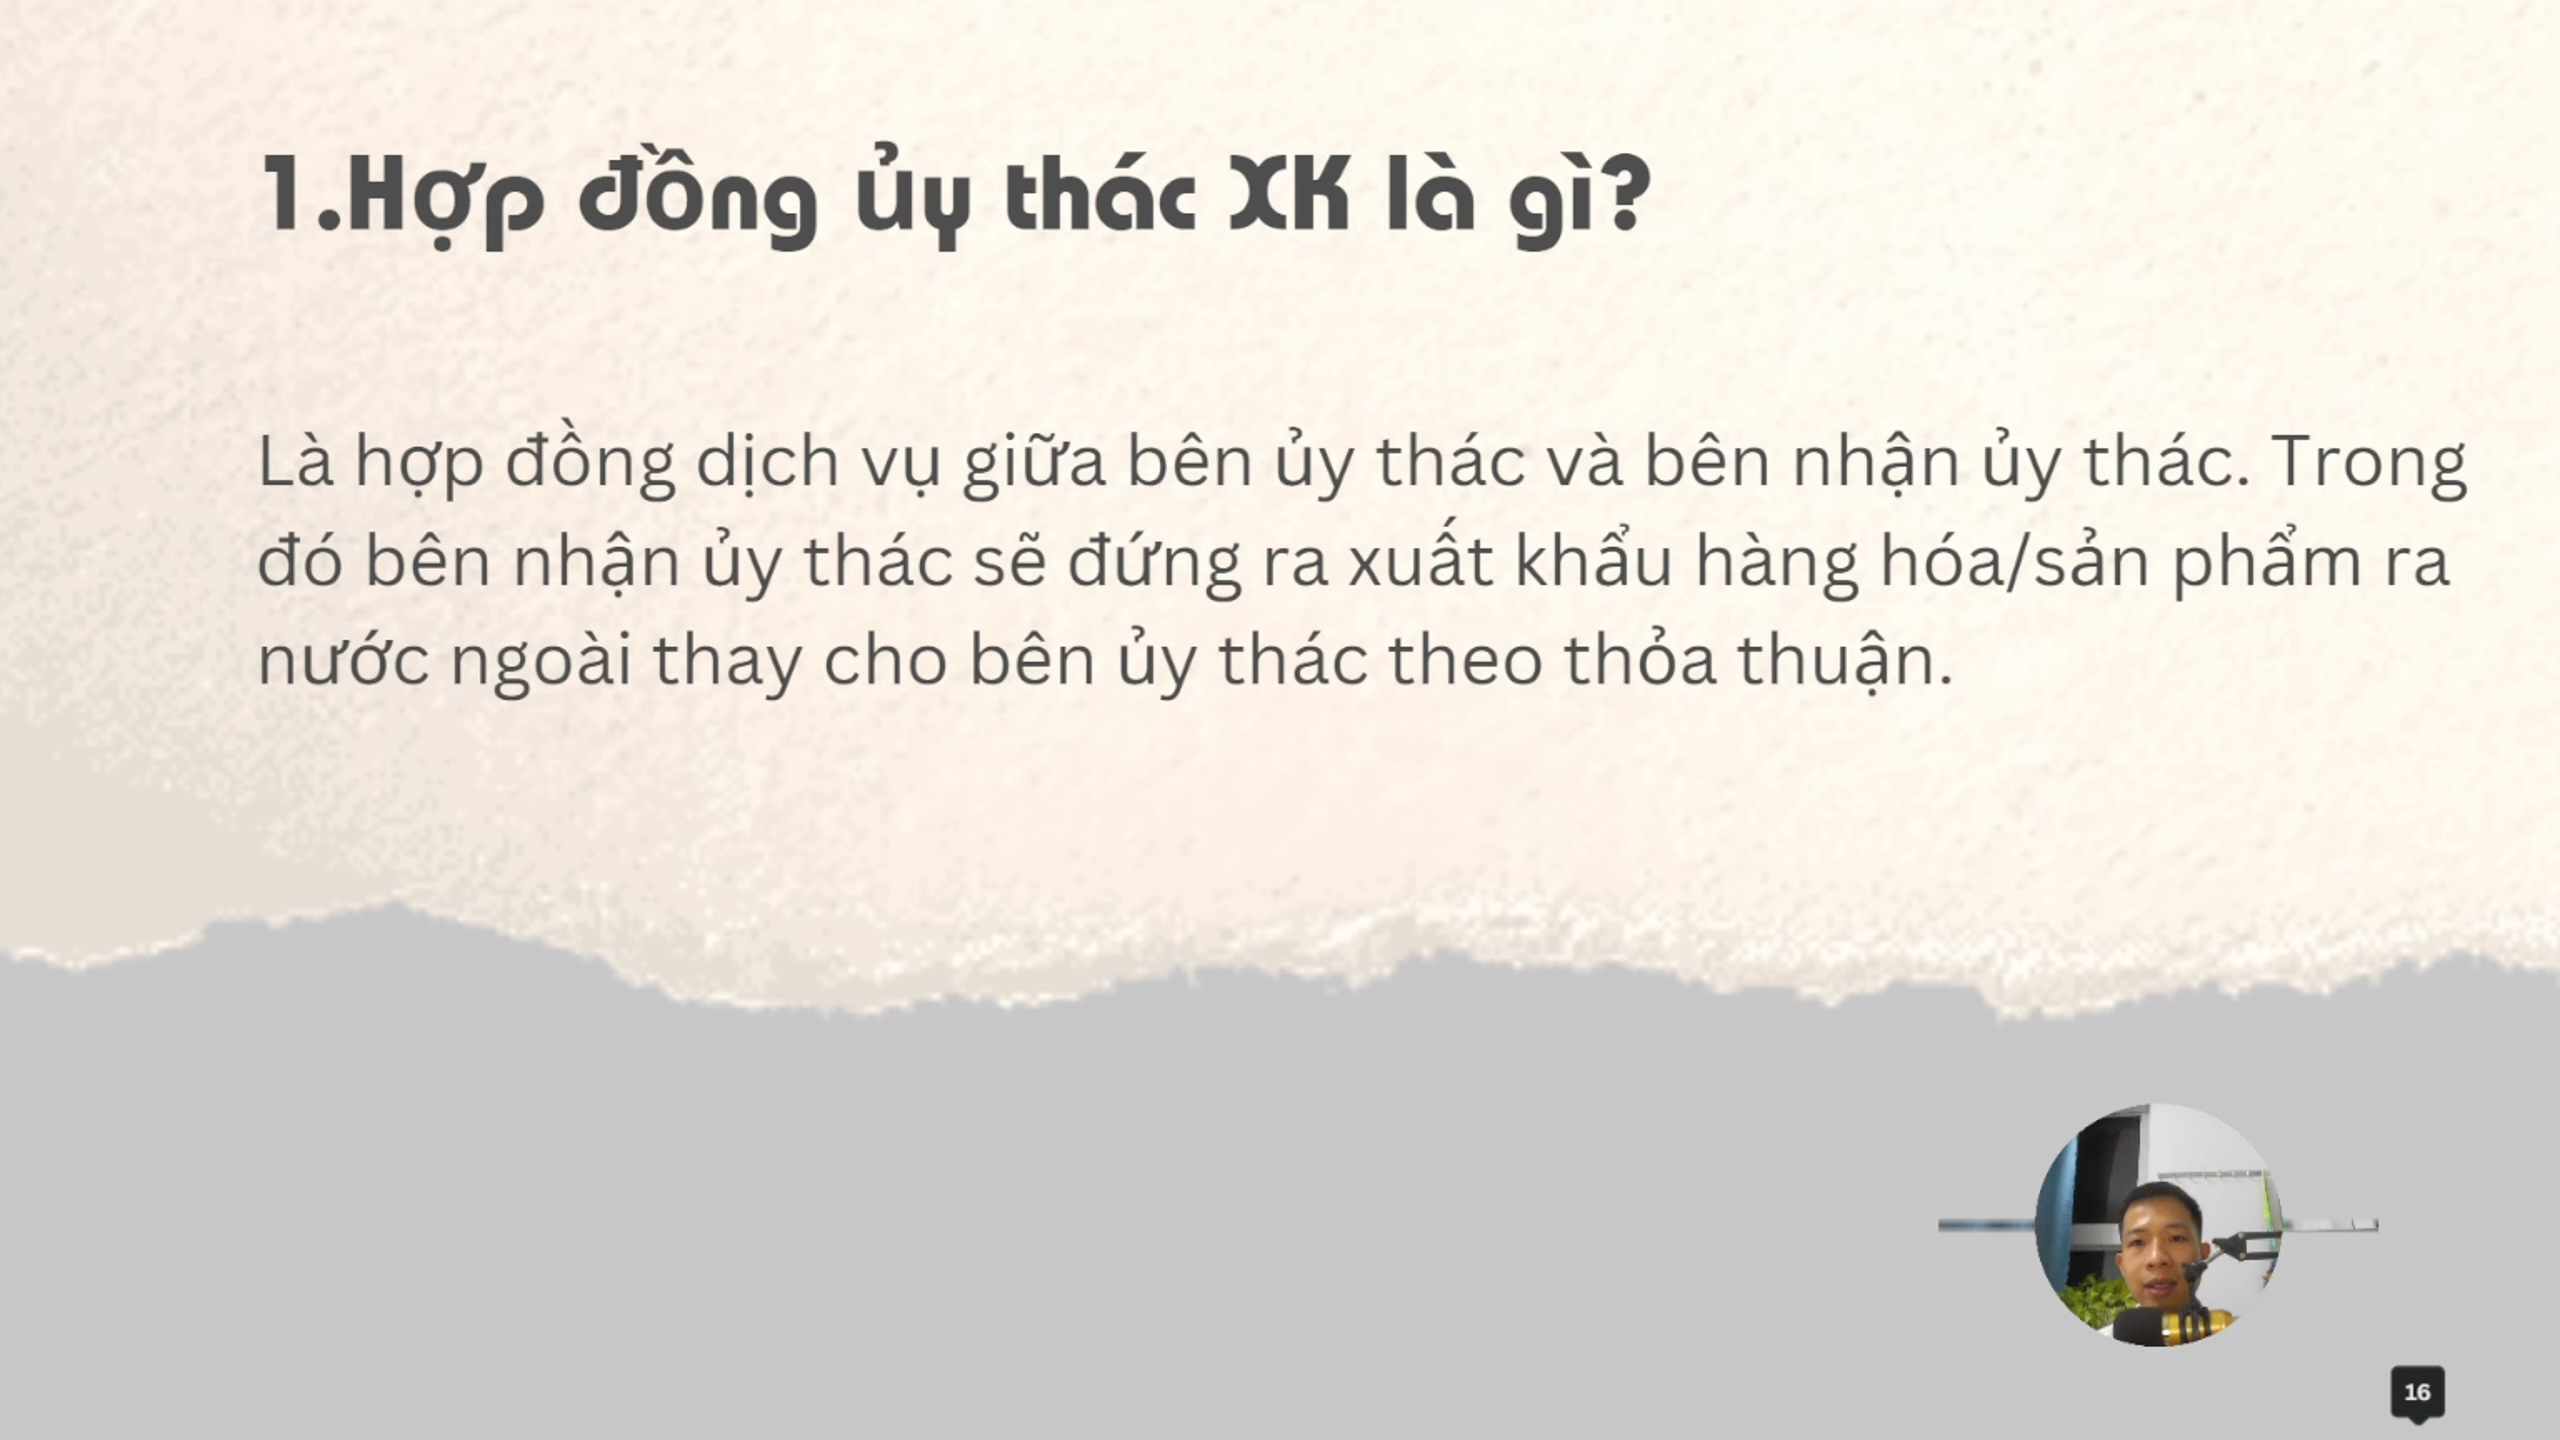 1.Hợp đồng ủy thác XK là gì?
Là hợp đồng dịch vụ giữa bên ủy thác và bên nhận ủy thác. Trong
đó bên nhận ủy thác sẽ đứng ra xuất khẩu hàng hóa/sản phẩm ra
nước ngoài thay cho bên ủy thác theo thỏa thuận.
16